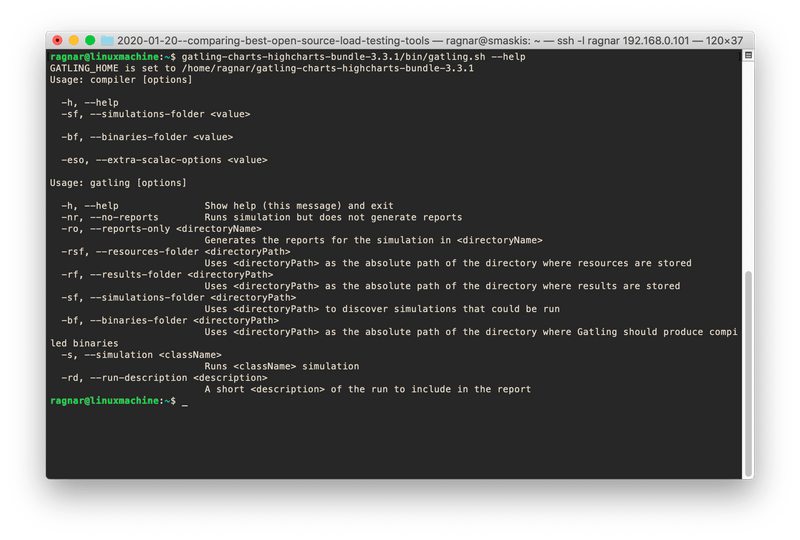 2020-01-20--comparing-best-open-source-load-testing-tools — ragnar@smaskis: ~ — ssh -l ragnar 192.168.0.101 — 120×37
ragnar@linuxmachine:~$ gatling-charts-highcharts-bundle-3.3.1/bin/gatling.sh --help
GATLING_HOME is set to /home/ragnar/gatling-charts-highcharts-bundle-3.3.1
Usage: compiler [options]
-h, --help
-sf, --simulations-folder <value>
-bf, --binaries-folder <value>
-eso, --extra-scalac-options <value>
Usage: gatling [options]
-h, --help Show help (this message) and exit
-nr, --no-reports Runs simulation but does not generate reports
-ro, --reports-only <directoryName>
Generates the reports for the simulation in <directoryName>
-rsf, --resources-folder <directoryPath>
Uses <directoryPath> as the absolute path of the directory where resources are stored
-rf, --results-folder <directoryPath>
Uses <directoryPath> as the absolute path of the directory where results are stored
-sf, --simulations-folder <directoryPath>
Uses <directoryPath> to discover simulations that could be run
-bf, --binaries-folder <directoryPath>
Uses <directoryPath> as the absolute path of the directory where Gatling should produce compi
led binaries
-s, --simulation <className>
Runs <className> simulation
-rd, --run-description <description>
A short <description> of the run to include in the report
ragnar@linuxmachine:~$ _